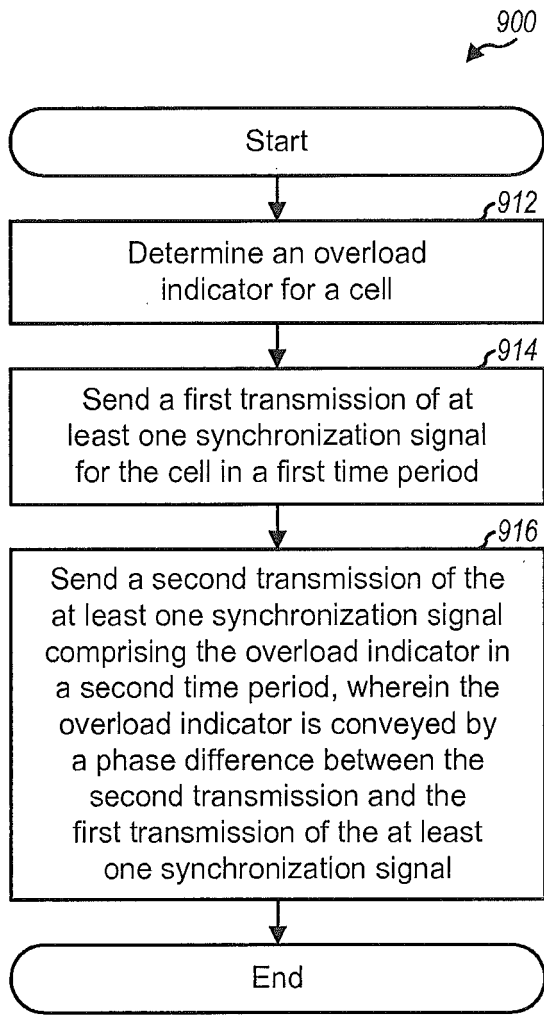 900
Start
912
Determine an overload
indicator for a cell
914
Send a first transmission of at
least one synchronization signal
for the cell in a first time period
916
Send a second transmission of the
at least one synchronization signal
comprising the overload indicator in
a second time period, wherein the
overload indicator is conveyed by
a phase difference between the
second transmission and the
first transmission of the at least
one synchronization signal
End